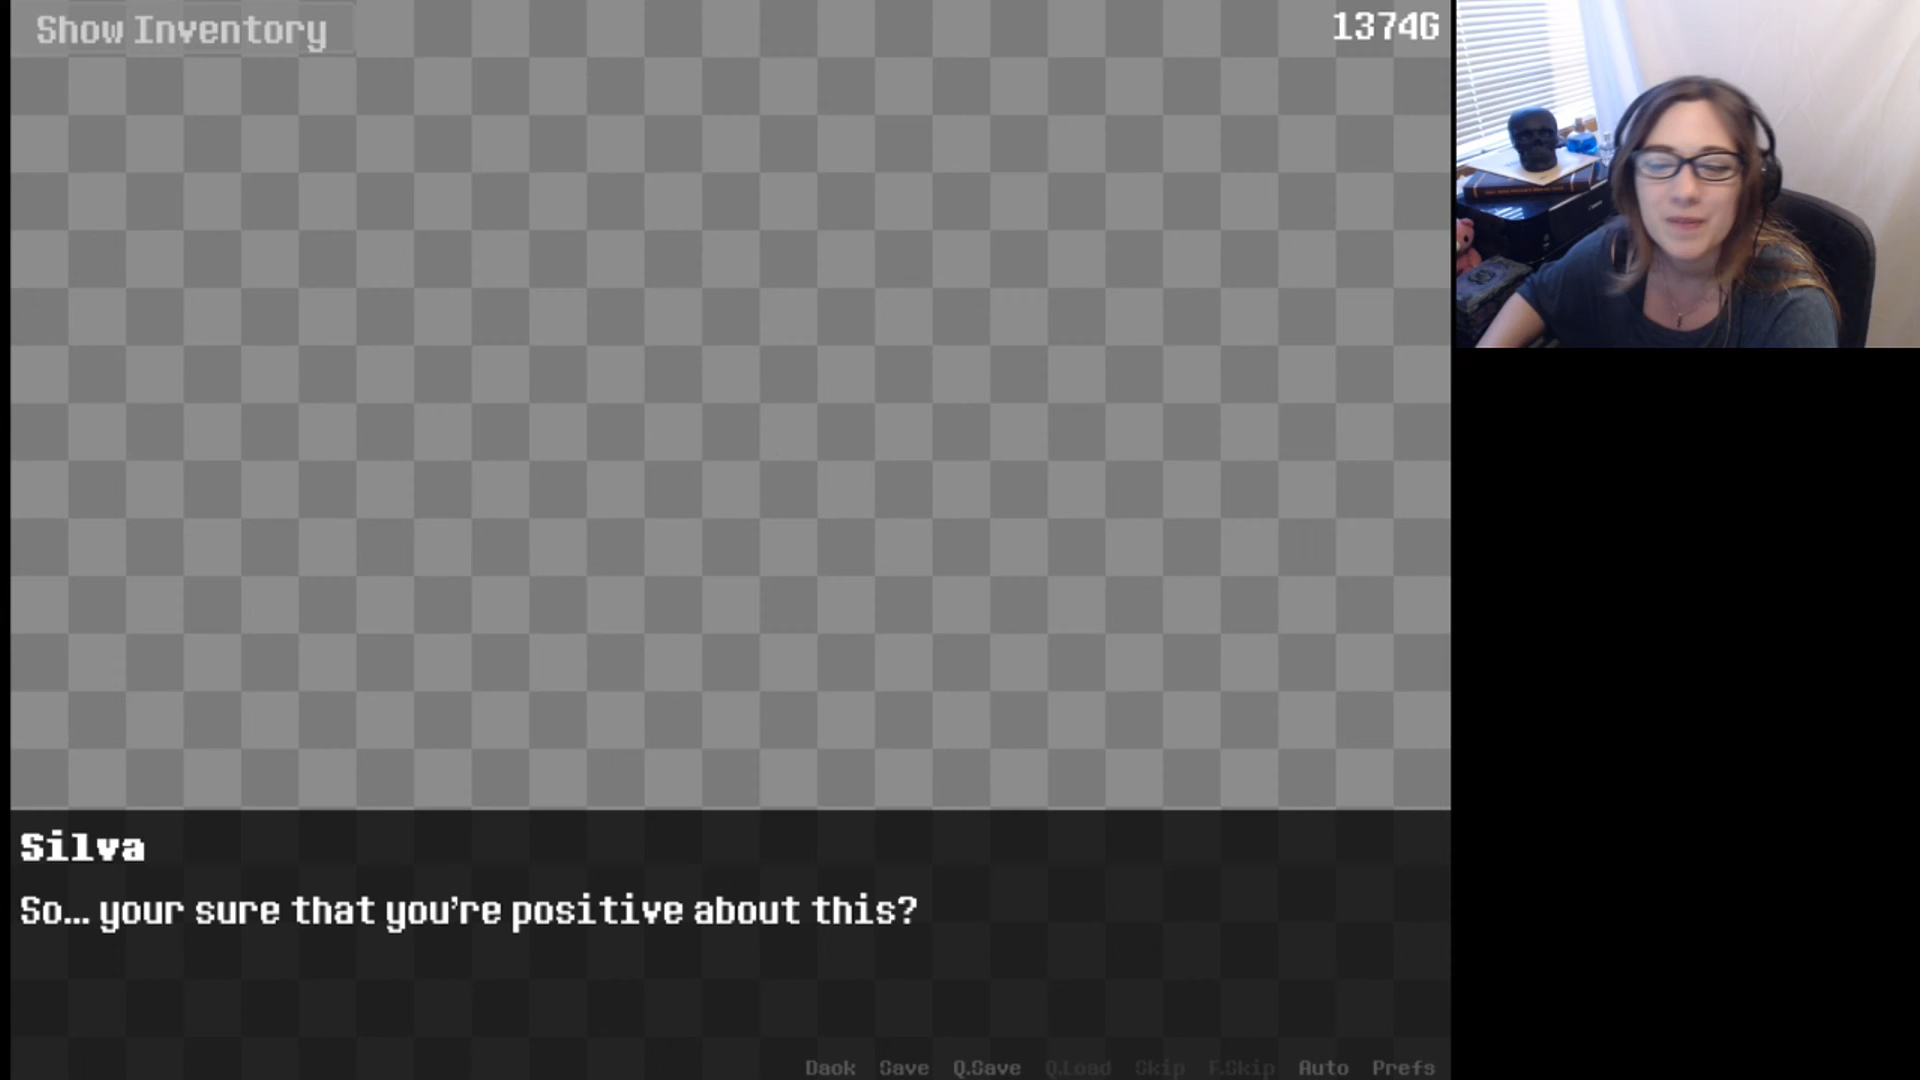 Show Inventory
1374G
Silva
So... your sure that you're positive about this?
Back Save Q.Save Q.Load Skip F.Skip Auto Prefs